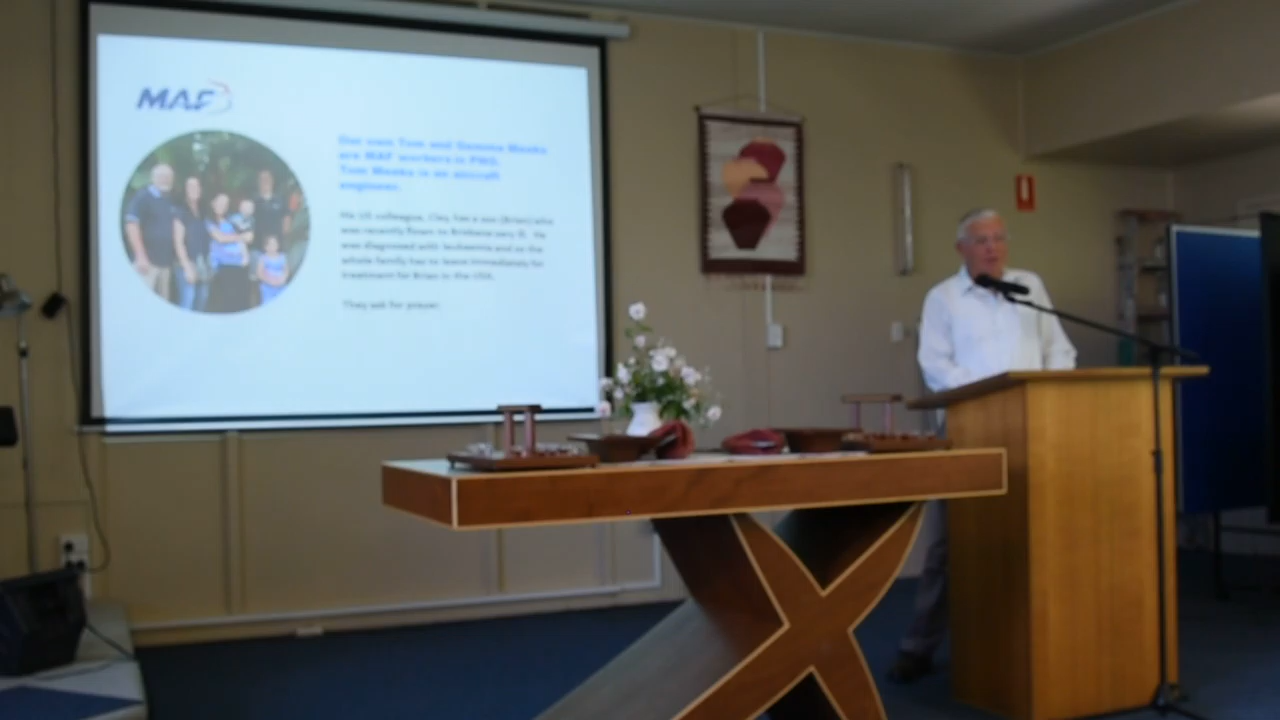 MAF
Our own Tom and Gemma Meeks
are MAF workers in PNG.
Tom Meeks is an aircraft
engineer.
His US colleague, Clay has a son (Brian) who
was recently flown to Brisbane very ill. He
was diagnosed with leukaemia and so the
whole family has to leave immediately for
treatment for Brian in the USA.
They ask for prayer.